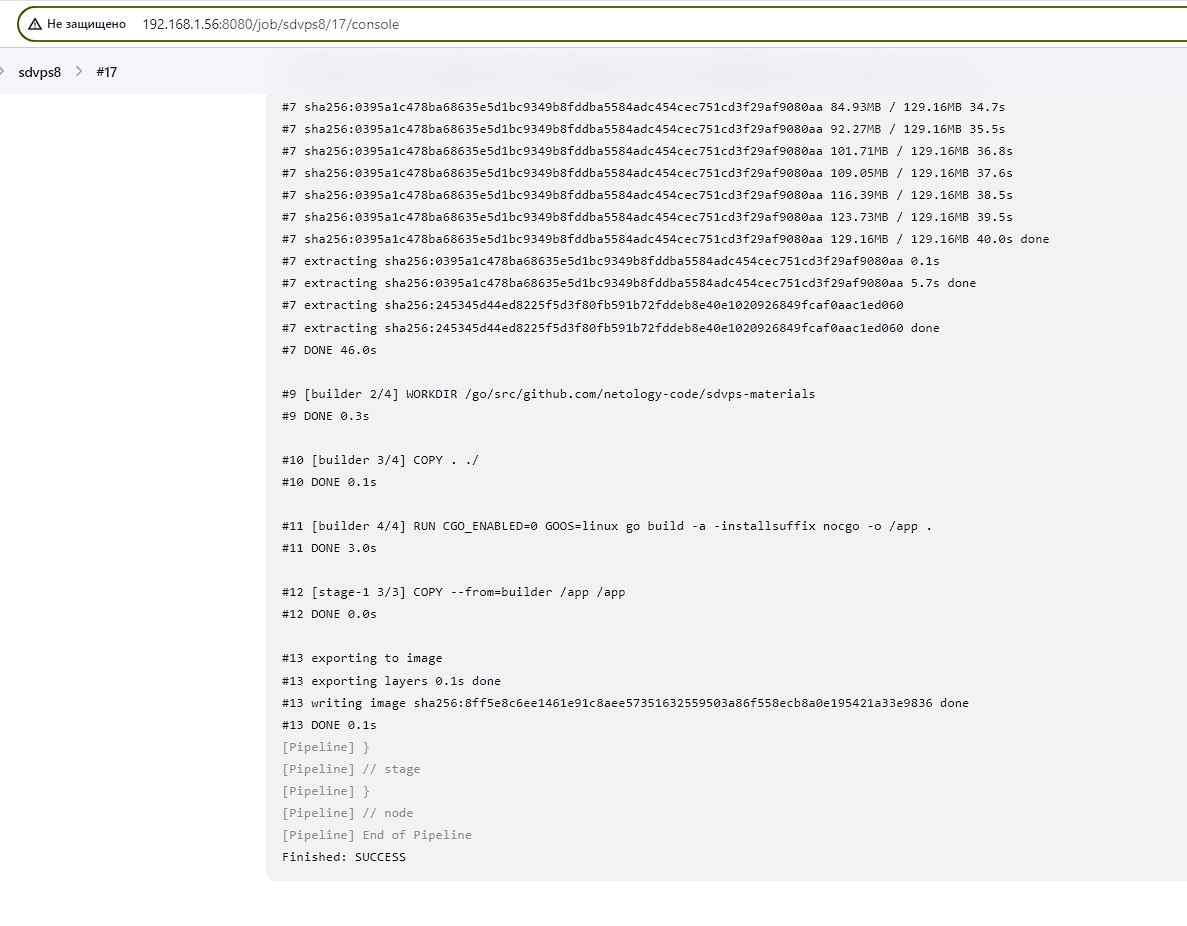 Не защищено 192.168.1.56:8080/job/sdvps8/17/console
sdvps8 > #17
#7 sha256:0395a1c478ba68635e5d1bc9349b8fddba5584adc454cec751cd3f29af9080aa 84.93MB / 129.16MB 34.7s
#7 sha256:0395a1c478ba68635e5d1bc9349b8fddba5584adc454cec751cd3f29af9080aa 92.27MB / 129.16MB 35.5s
#7 sha256:0395a1c478ba68635e5d1bc9349b8fddba5584adc454cec751cd3f29af9080aa 101.71MB / 129.16MB 36.8s
#7 sha256:0395a1c478ba68635e5d1bc9349b8fddba5584adc454cec751cd3f29af9080aa 109.05MB / 129.16MB 37.6s
#7 sha256:0395a1c478ba68635e5d1bc9349b8fddba5584adc454cec751cd3f29af9080aa 116.39MB / 129.16MB 38.5s
#7 sha256:0395a1c478ba68635e5d1bc9349b8fddba5584adc454cec751cd3f29af9080aa 123.73MB / 129.16MB 39.5s
#7 sha256:0395a1c478ba68635e5d1bc9349b8fddba5584adc454cec751cd3f29af9080aa 129.16MB / 129.16MB 40.0s done
#7 extracting sha256:0395a1c478ba68635e5d1bc9349b8fddba5584adc454cec751cd3f29af9080aa 0.1s
#7 extracting sha256:0395a1c478ba68635e5d1bc9349b8fddba5584adc454cec751cd3f29af9080aa 5.7s done
#7 extracting sha256:245345d44ed8225f5d3f80fb591b72fddeb8e40e1020926849fcaf0aac1ed060
#7 extracting sha256:245345d44ed8225f5d3f80fb591b72fddeb8e40e1020926849fcaf0aac1ed060 done
#7 DONE 46.0s
#9 [builder 2/4] WORKDIR /go/src/github.com/netology-code/sdvps-materials
#9 DONE 0.3s
#10 [builder 3/4] COPY . ./
#10 DONE 0.1s
#11 [builder 4/4] RUN CGO_ENABLED=0 GOOS=linux go build -a -installsuffix nocgo -o /app .
#11 DONE 3.0s
#12 [stage-1 3/3] COPY --from=builder /app /app
#12 DONE 0.0s
#13 exporting to image
#13 exporting layers 0.1s done
#13 writing image sha256:8ff5e8c6ee1461e91c8aee57351632559503a86f558ecb8a0e195421a33e9836 done
#13 DONE 0.1s
[Pipeline] }
[Pipeline] // stage
[Pipeline] }
[Pipeline] // node
[Pipeline] End of Pipeline
Finished: SUCCESS